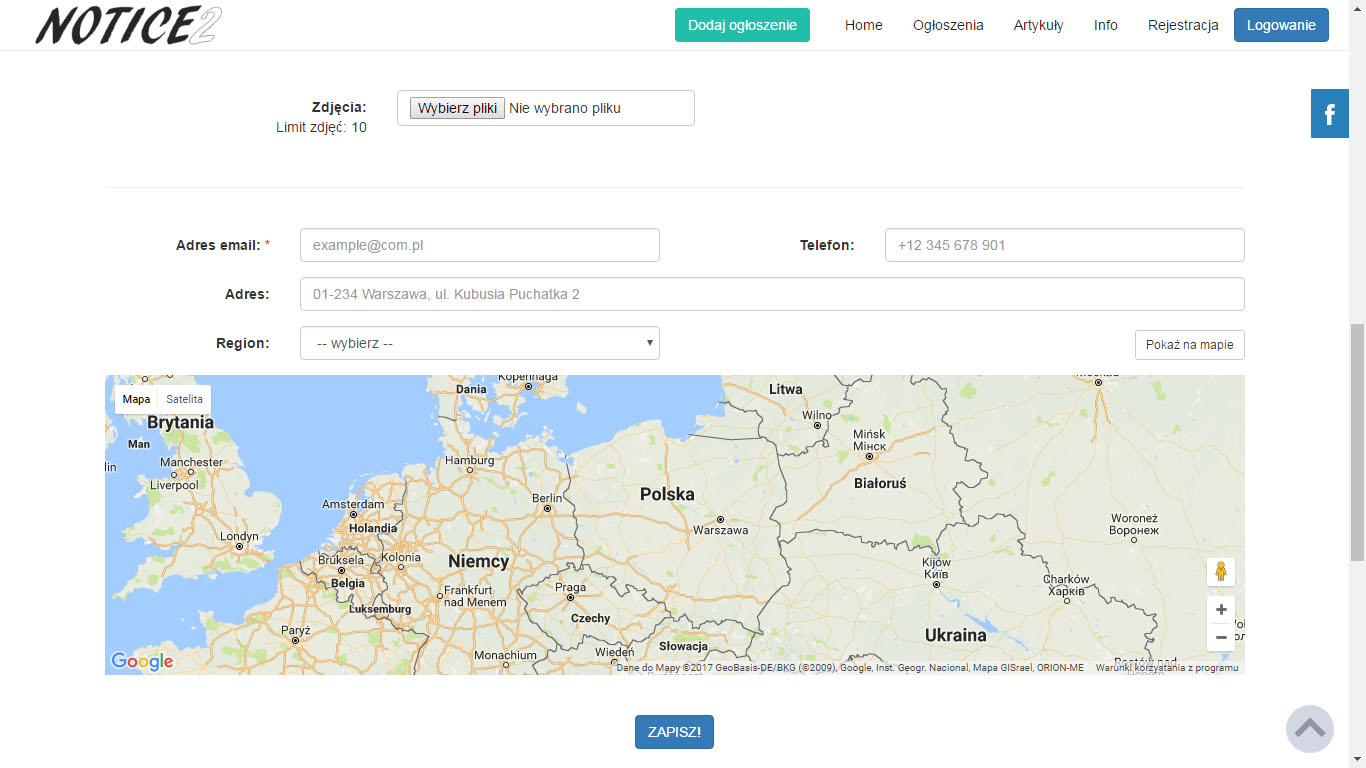 NOTICE2
Dodaj ogłoszenie
Home
Ogłoszenia
Artykuły
Info
Rejestracja
Logowanie
Zdjęcia:
Wybierz pliki Nie wybrano pliku
Limit zdjęć: 10
f
Adres email: *
example@com.pl
Telefon:
+12 345 678 901
Adres:
01-234 Warszawa, ul. Kubusia Puchatka 2
Region:
-- wybierz --
Pokaż na mapie
Mapa
Satelita
Kopenhaga
Dania
Litwa
Wilno
Brytania
Man
Mińsk
Мінск
Manchester
Liverpool
Hamburg
Białoruś
Berlin
Polska
Amsterdam
Holandia
Warszawa
Woroneż
Воронеж
Londyn
Bruksela
Kolonia
Niemcy
Belgia
Kijów
Київ
Charków
Харків
Frankfurt
nad Menem
Praga
Luksemburg
Czechy
Paryż
Ukraina
Słowacja
Monachium
Wiedeń
Google
Dane do Mapy ©2017 GeoBasis-DE/BKG (©2009), Google, Inst. Geogr. Nacional, Mapa GISrael, ORION-ME
Warunki korzystania z programu
ZAPISZ!